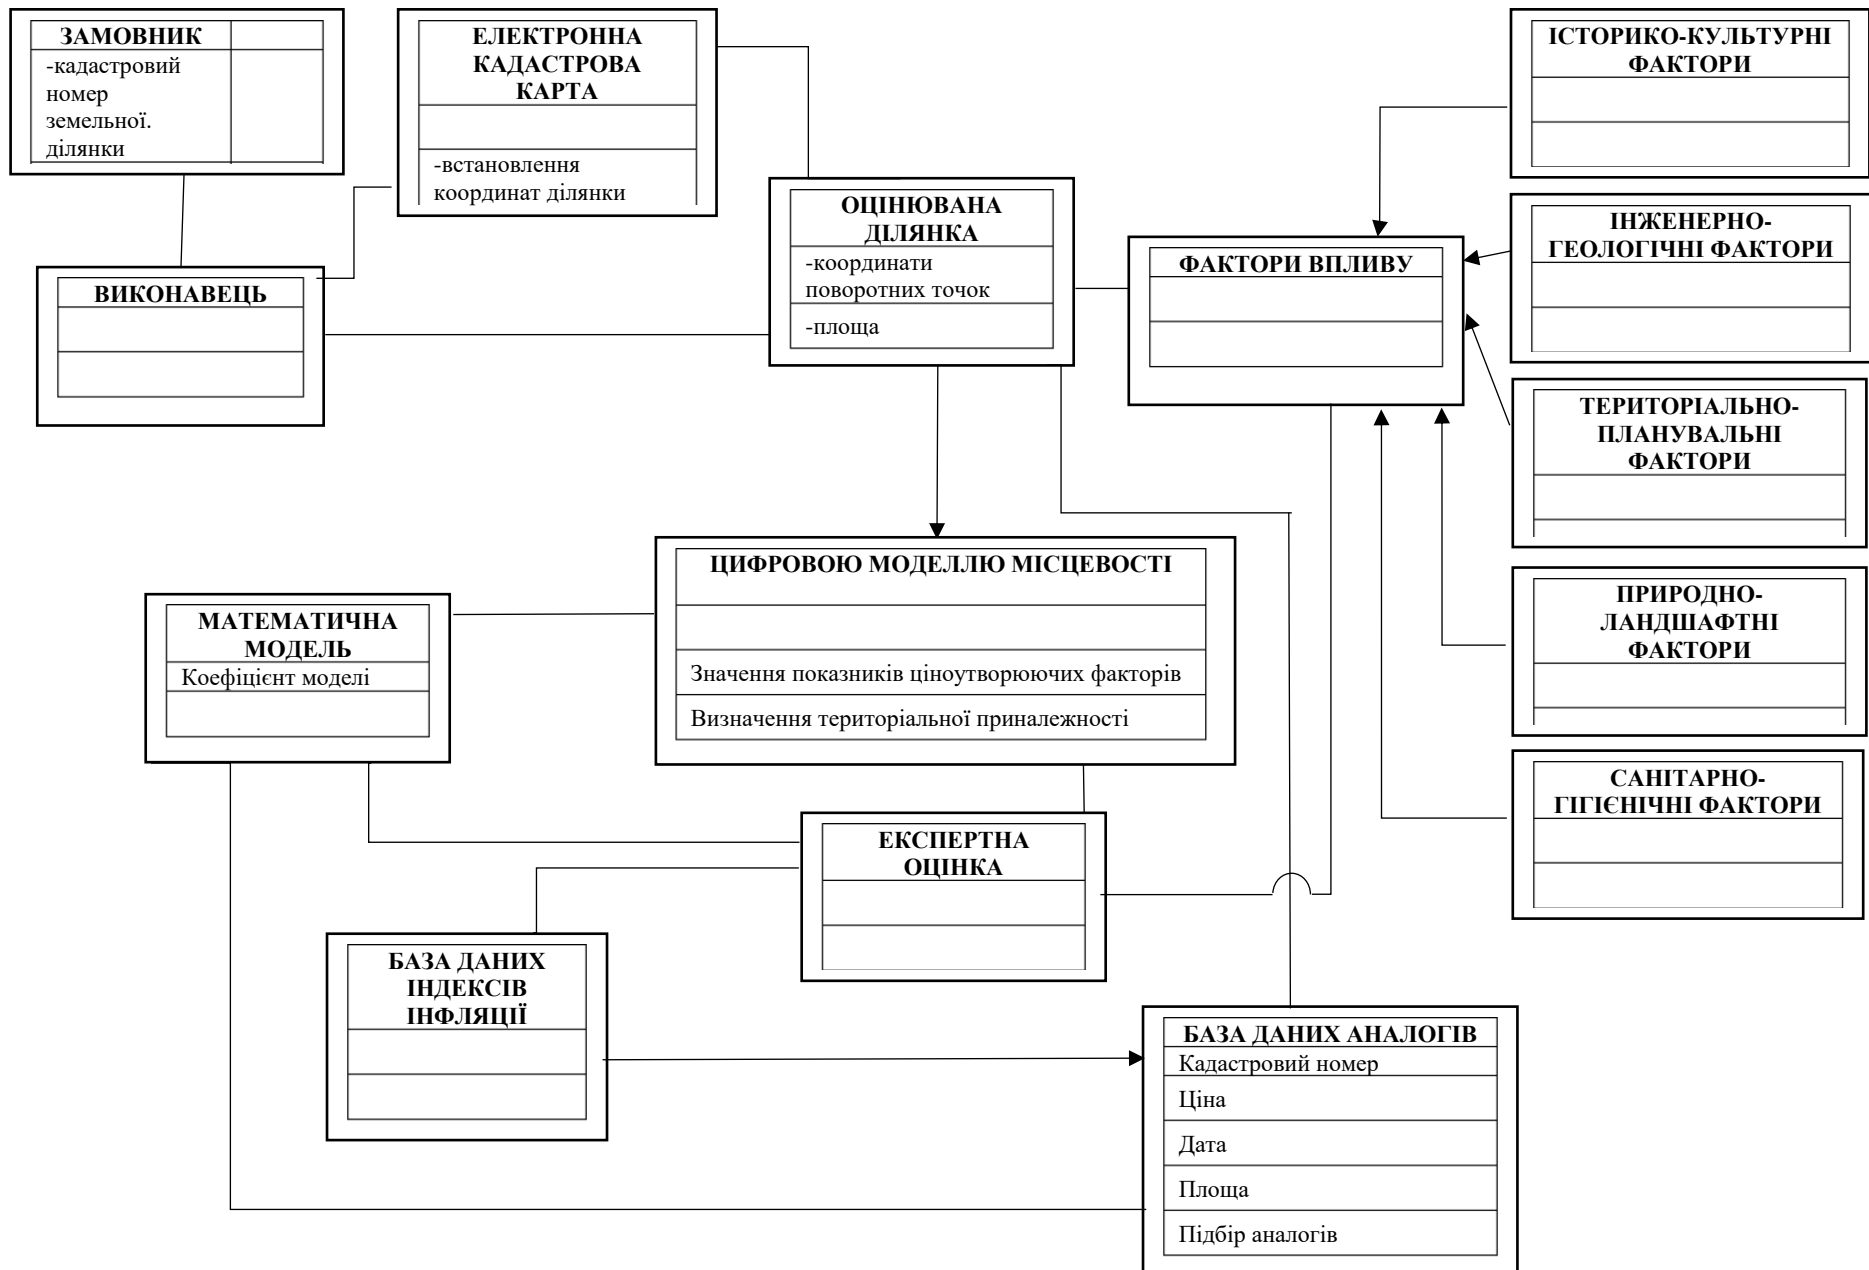 ЗАМОВНИК
-кадастровий
номер
земельної.
ділянки
ЕЛЕКТРОННА
КАДАСТРОВА
КАРТА
-встановлення
координат ділянки
ІСТОРИКО-КУЛЬТУРНІ
ФАКТОРИ
ОЦІНЮВАНА
ДІЛЯНКА
-координати
поворотних точок
-площа
ІНЖЕНЕРНО-
ГЕОЛОГІЧНІ ФАКТОРИ
ФАКТОРИ ВПЛИВУ
ВИКОНАВЕЦЬ
ТЕРИТОРІАЛЬНО-
ПЛАНУВАЛЬНІ
ФАКТОРИ
ЦИФРОВОЮ МОДЕЛЛЮ МІСЦЕВОСТІ
Значення показників ціноутворюючих факторів
Визначення територіальної приналежності
МАТЕМАТИЧНА
МОДЕЛЬ
Коефіцієнт моделі
ПРИРОДНО-
ЛАНДШАФТНІ
ФАКТОРИ
САНІТАРНО-
ГІГІЄНІЧНІ ФАКТОРИ
ЕКСПЕРТНА
ОЦІНКА
БАЗА ДАНИХ
ІНДЕКСІВ
ІНФЛЯЦІЇ
БАЗА ДАНИХ АНАЛОГІВ
Кадастровий номер
Ціна
Дата
Площа
Підбір аналогів